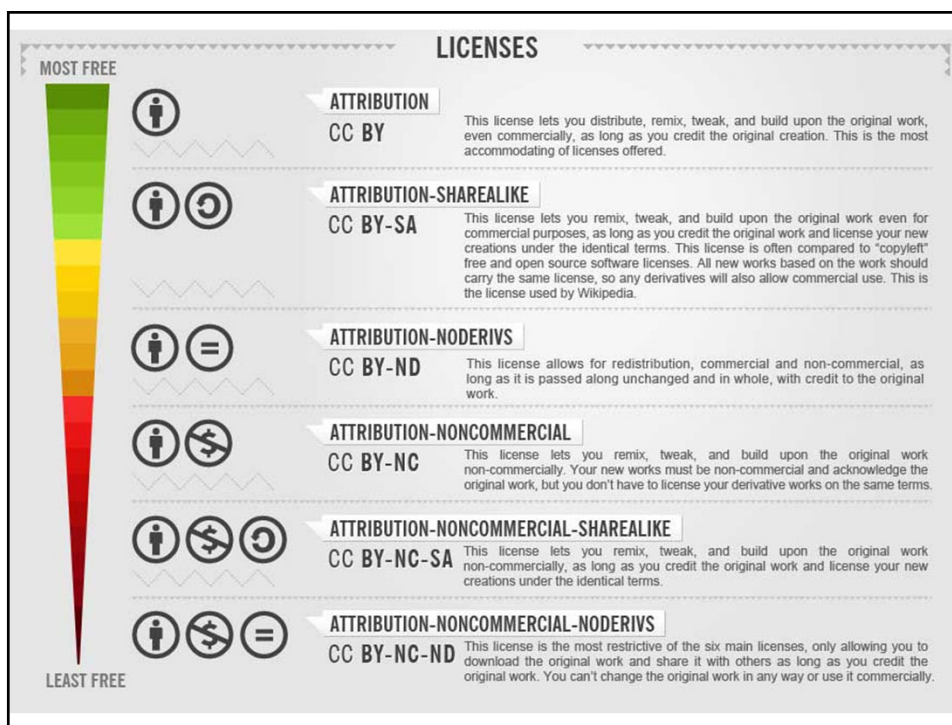 LICENSES
MOST FREE
ATTRIBUTION
CC BY
This license lets you distribute, remix, tweak, and build upon the original work,
even commercially, as long as you credit the original creation. This is the most
accommodating of licenses offered.
ATTRIBUTION-SHAREALIKE
CC BY-SA
This license lets you remix, tweak, and build upon the original work even for
commercial purposes, as long as you credit the original work and license your new
creations under the identical terms. This license is often compared to “copyleft”
free and open source software licenses. All new works based on the work should
carry the same license, so any derivatives will also allow commercial use. This is
the license used by Wikipedia.
ATTRIBUTION-NODERIVS
CC BY-ND
This license allows for redistribution, commercial and non-commercial, as
long as it is passed along unchanged and in whole, with credit to the original
work.
ATTRIBUTION-NONCOMMERCIAL
CC BY-NC
This license lets you remix, tweak, and build upon the original work
non-commercially. Your new works must be non-commercial and acknowledge the
original work, but you don’t have to license your derivative works on the same terms.
ATTRIBUTION-NONCOMMERCIAL-SHAREALIKE
CC BY-NC-SA
This license lets you remix, tweak, and build upon the original work
non-commercially, as long as you credit the original work and license your new
creations under the identical terms.
ATTRIBUTION-NONCOMMERCIAL-NODERIVS
CC BY-NC-ND
This license is the most restrictive of the six main licenses, only allowing you to
download the original work and share it with others as long as you credit the
original work. You can’t change the original work in any way or use it commercially.
LEAST FREE